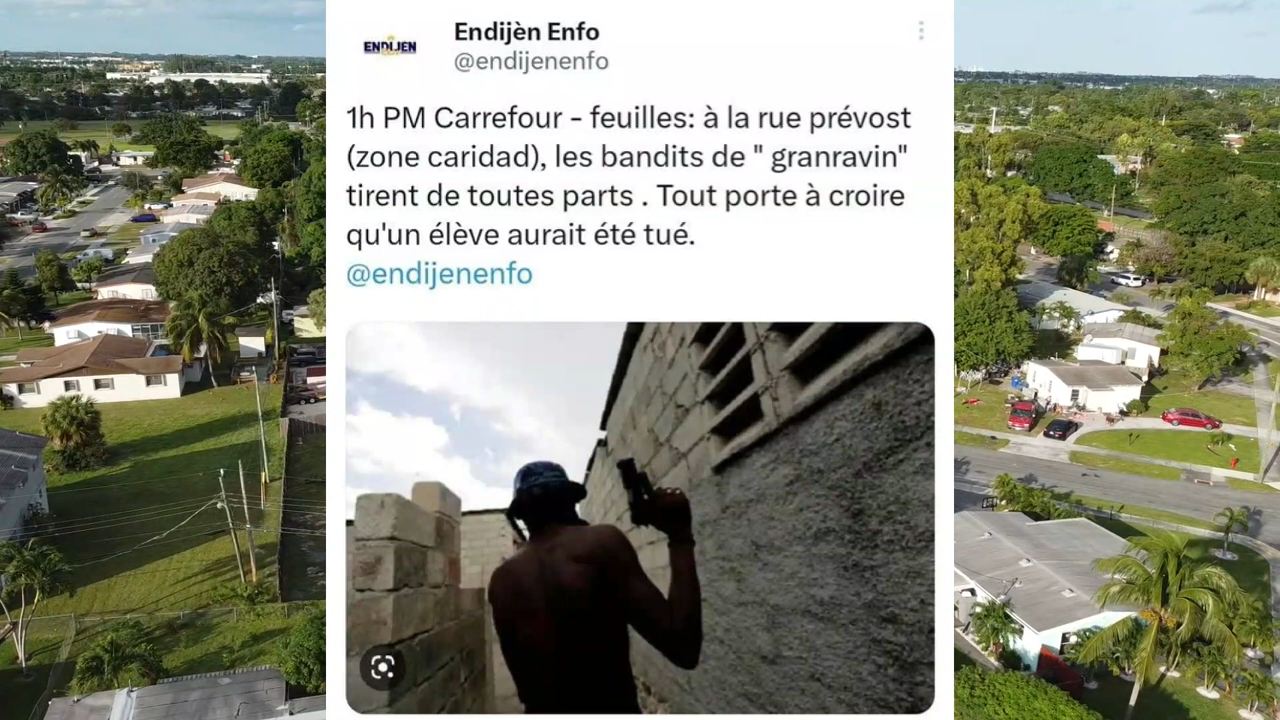 Endijèn Enfo
ENDIJEN
@endijenenfo
1h PM Carrefour - feuilles: à la rue prévost
(zone caridad), les bandits de " granravin"
tirent de toutes parts . Tout porte à croire
qu'un élève aurait été tué.
@endijenenfo